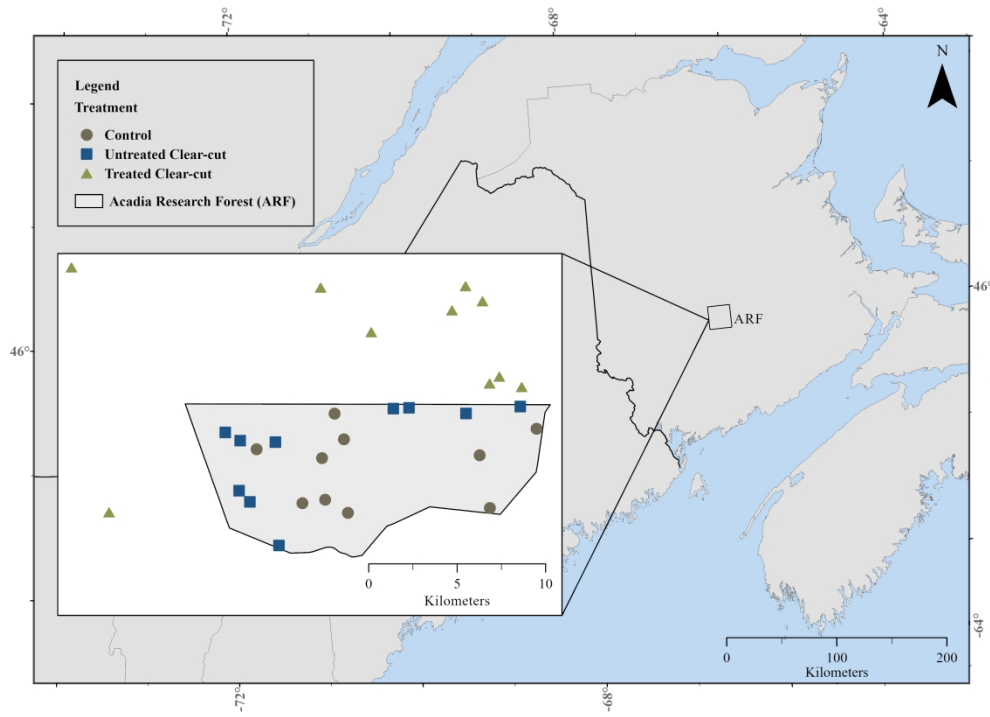 -72°
-68°
-64°
N
Legend
Treatment
Control
Untreated Clear-cut
Treated Clear-cut
Acadia Research Forest (ARF)
46°
ARF
46°
0 5 10
Kilometers
-64°
0 100 200
Kilometers
-72°
-68°